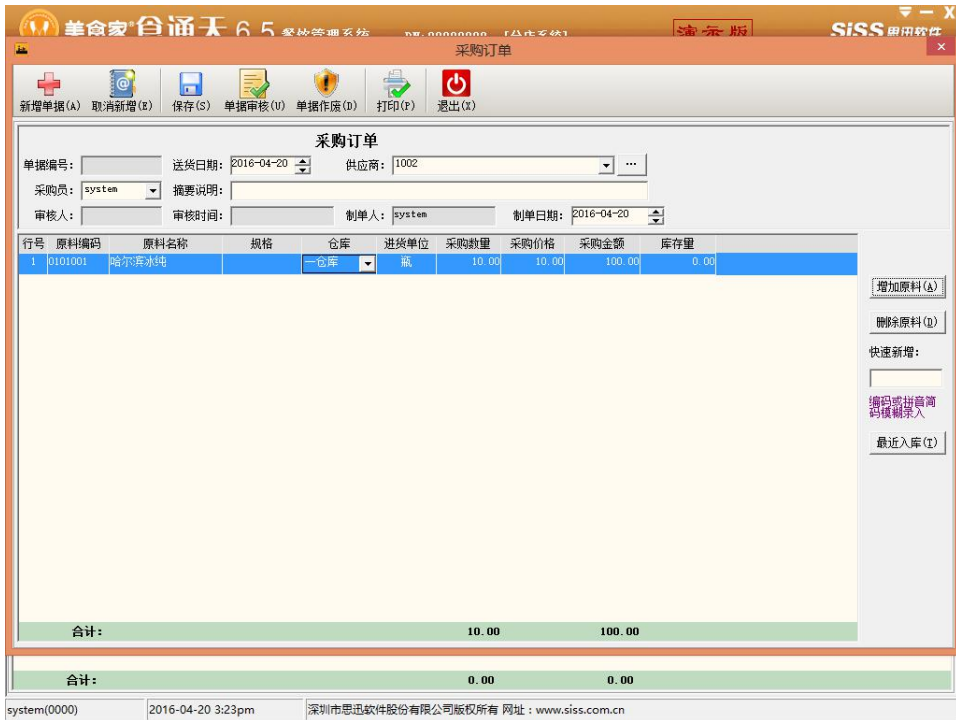 美食家®食通天 6.5 餐饮管理系统 [分店系统] 演示版 SiSS 思迅软件
采购订单
新增单据(A) 取消新增(E) 保存(S) 单据审核(U) 单据作废(D) 打印(P) 退出(X)
采购订单
单据编号: 送货日期: 2016-04-20 供应商: 1002 ...
采购员: system 摘要说明:
审核人: 审核时间: 制单人: system 制单日期: 2016-04-20
行号 原料编码 原料名称 规格 仓库 进货单位 采购数量 采购价格 采购金额 库存量
1 0101001 哈尔滨冰纯 一仓库 瓶 10.00 10.00 100.00 0.00
增加原料(A)
删除原料(D)
快速新增:
编码或拼音简
码模糊录入
最近入库(I)
合计: 10.00 100.00
合计: 0.00 0.00
system(0000) 2016-04-20 3:23pm 深圳市思迅软件股份有限公司版权所有 网址：www.siss.com.cn